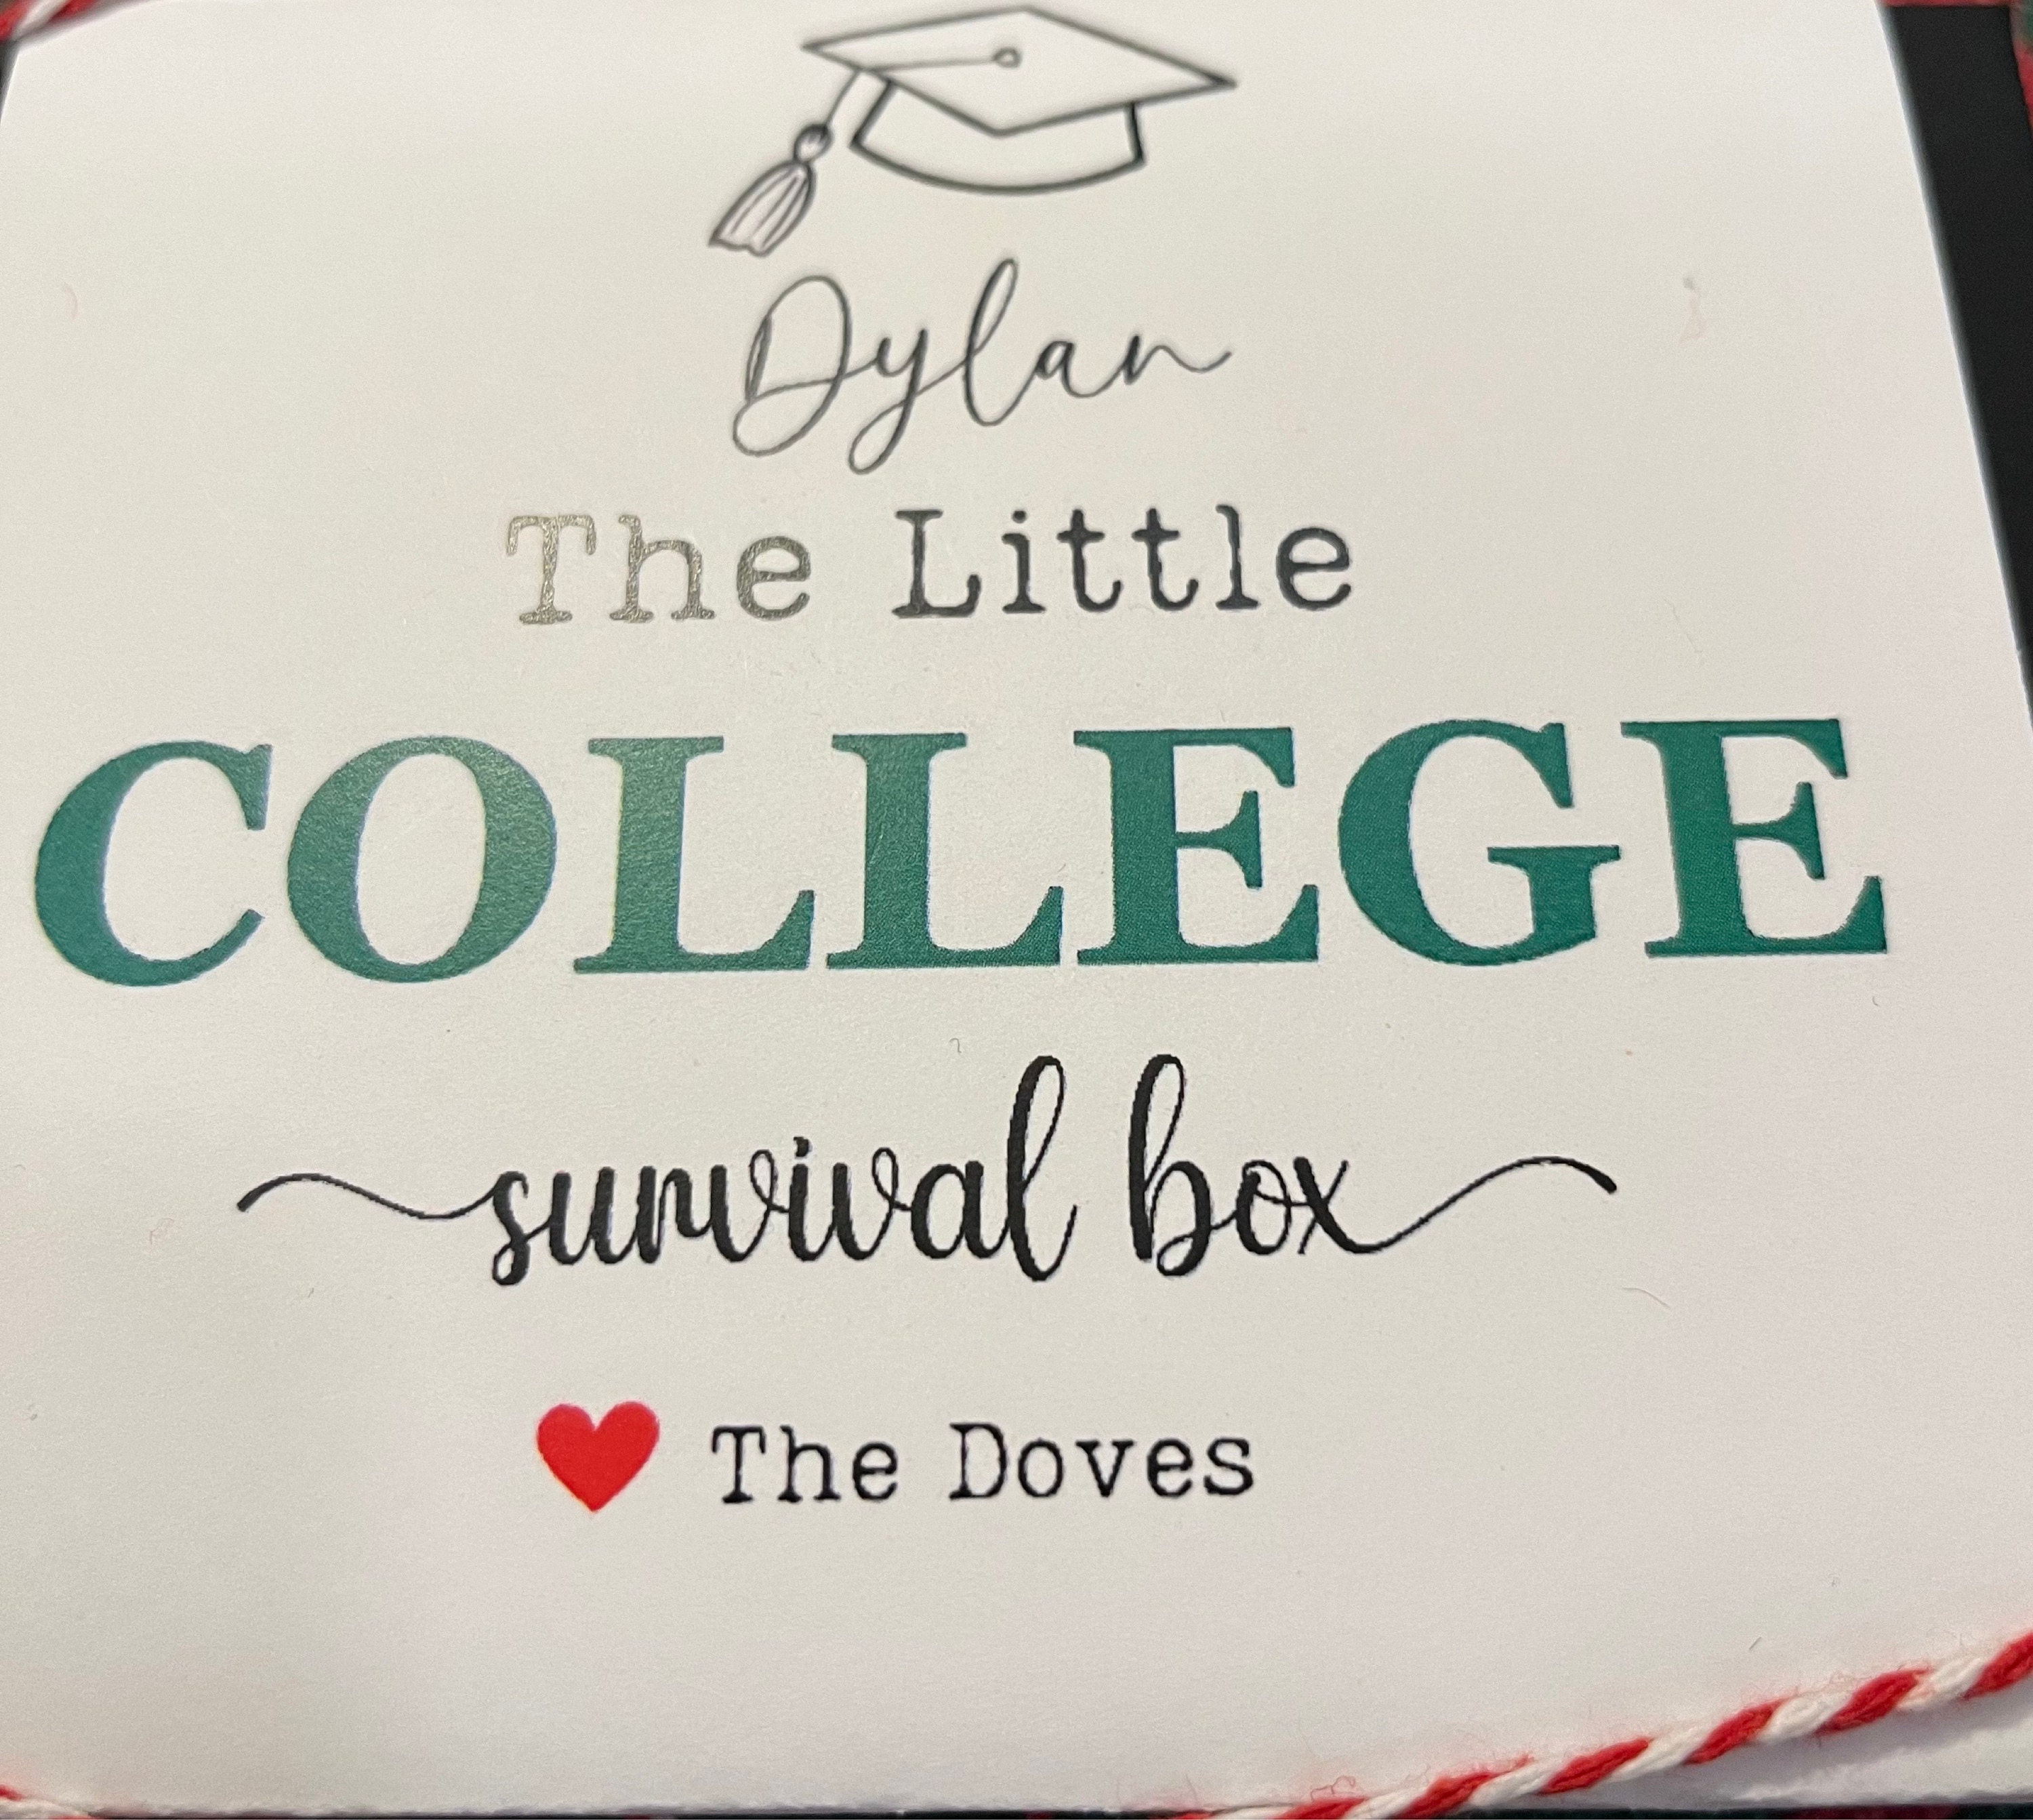 Dylan
The Little
COLLEGE
survival box
The Doves